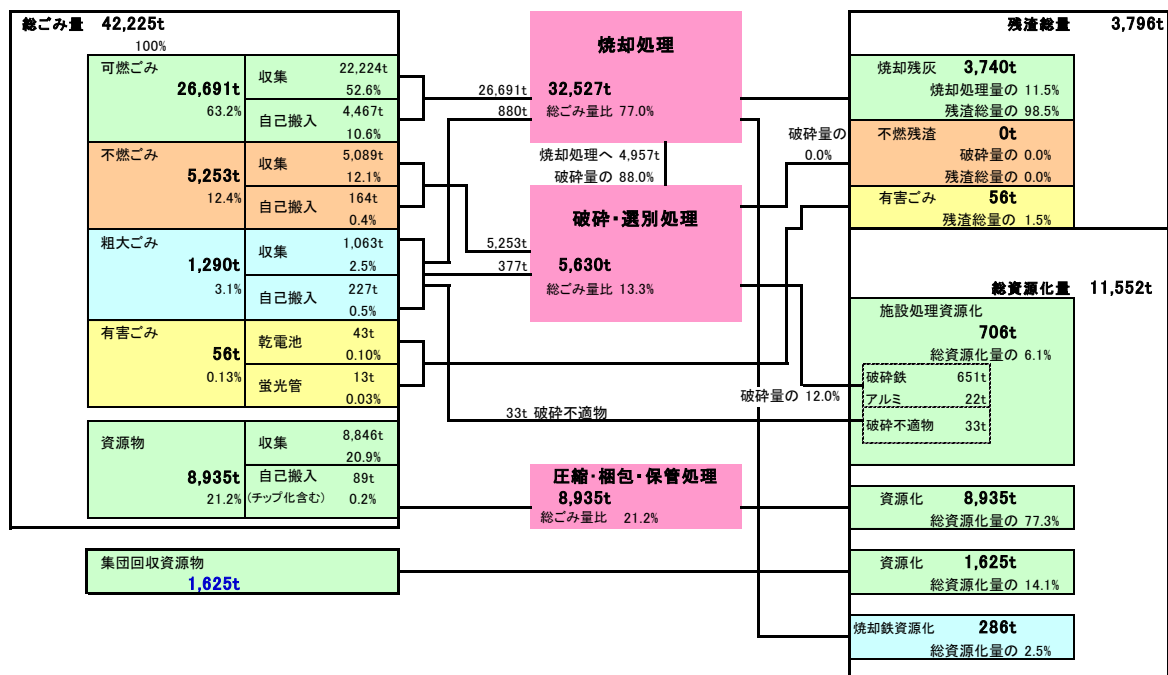 総ごみ量 42,225t
100%
可燃ごみ
26,691t
63.2%
収集
22,224t
52.6%
自己搬入
4,467t
10.6%
不燃ごみ
5,253t
12.4%
収集
5,089t
12.1%
自己搬入
164t
0.4%
粗大ごみ
1,290t
3.1%
収集
1,063t
2.5%
自己搬入
227t
0.5%
有害ごみ
56t
0.13%
乾電池
43t
0.10%
蛍光管
13t
0.03%
資源物
8,935t
21.2%
収集
8,846t
20.9%
自己搬入
(チップ化含む)
89t
0.2%
集団回収資源物
1,625t
26,691t
880t
5,253t
377t
33t 破砕不適物
焼却処理
32,527t
総ごみ量比 77.0%
焼却処理へ 4,957t
破砕量の 88.0%
破砕・選別処理
5,630t
総ごみ量比 13.3%
圧縮・梱包・保管処理
8,935t
総ごみ量比 21.2%
破砕量の
0.0%
破砕量の 12.0%
残渣総量 3,796t
焼却残灰 3,740t
焼却処理量の 11.5%
残渣総量の 98.5%
不燃残渣 0t
破砕量の 0.0%
残渣総量の 0.0%
有害ごみ 56t
残渣総量の 1.5%
総資源化量 11,552t
施設処理資源化
706t
総資源化量の 6.1%
破砕鉄 651t
アルミ 22t
破砕不適物 33t
資源化 8,935t
総資源化量の 77.3%
資源化 1,625t
総資源化量の 14.1%
焼却鉄資源化 286t
総資源化量の 2.5%